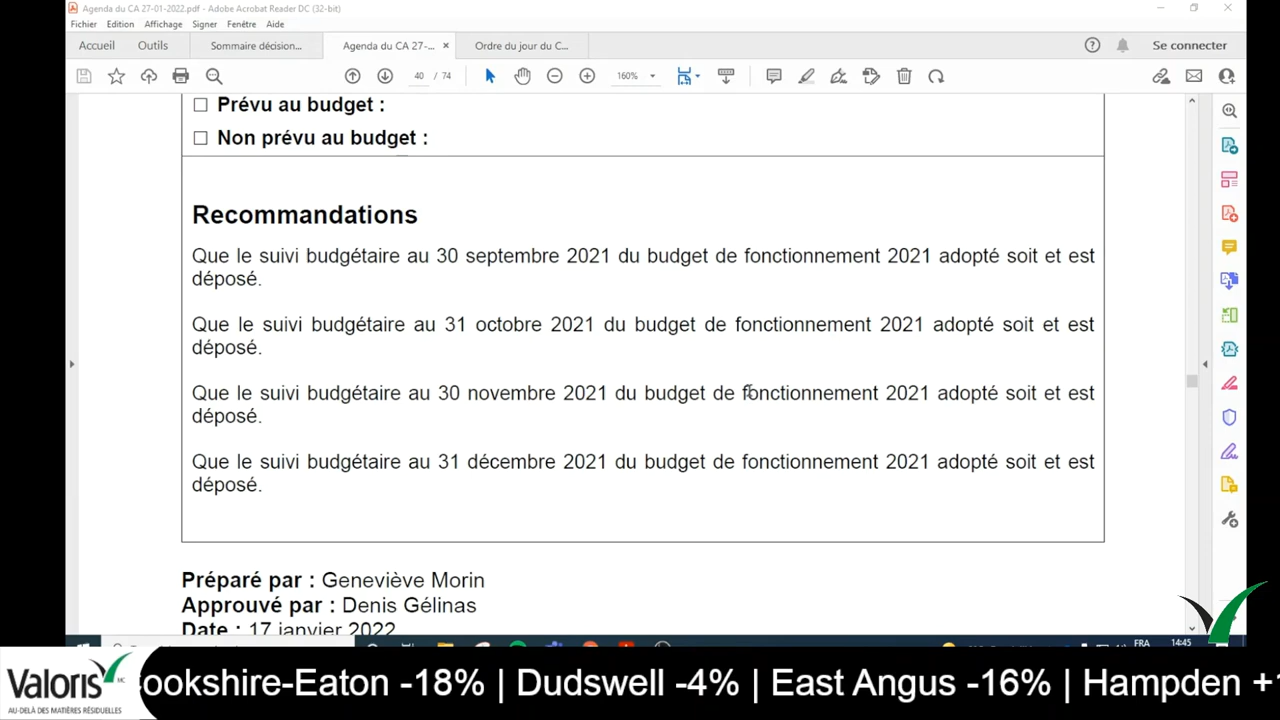 Agenda du CA 27-01-2022.pdf - Adobe Acrobat Reader DC (32-bit)
Fichier Edition Affichage Signer Fenêtre Aide
Accueil Outils Sommaire décision... Agenda du CA 27-... × Ordre du jour du C... Se connecter
40 / 74 160%
Prévu au budget :
Non prévu au budget :
Recommandations
Que le suivi budgétaire au 30 septembre 2021 du budget de fonctionnement 2021 adopté soit et est
déposé.
Que le suivi budgétaire au 31 octobre 2021 du budget de fonctionnement 2021 adopté soit et est
déposé.
Que le suivi budgétaire au 30 novembre 2021 du budget de fonctionnement 2021 adopté soit et est
déposé.
Que le suivi budgétaire au 31 décembre 2021 du budget de fonctionnement 2021 adopté soit et est
déposé.
Préparé par : Geneviève Morin
Approuvé par : Denis Gélinas
Date : 17 janvier 2022
FRA 14:45
Valoris MC
AU-DELÀ DES MATIÈRES RÉSIDUELLES
ookshire-Eaton -18% | Dudswell -4% | East Angus -16% | Hampden +